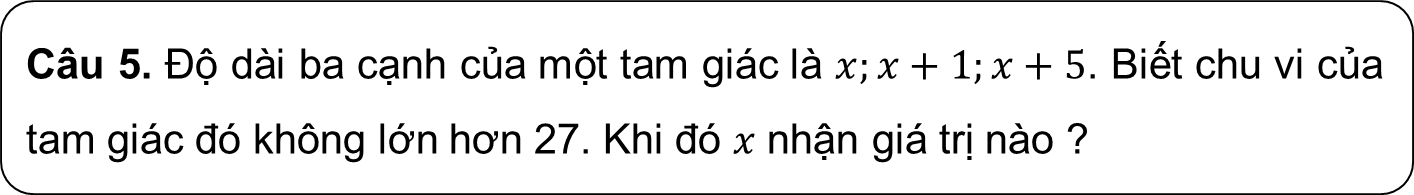 Câu 5. Độ dài ba cạnh của một tam giác là x; x + 1; x + 5. Biết chu vi của
tam giác đó không lớn hơn 27. Khi đó x nhận giá trị nào ?